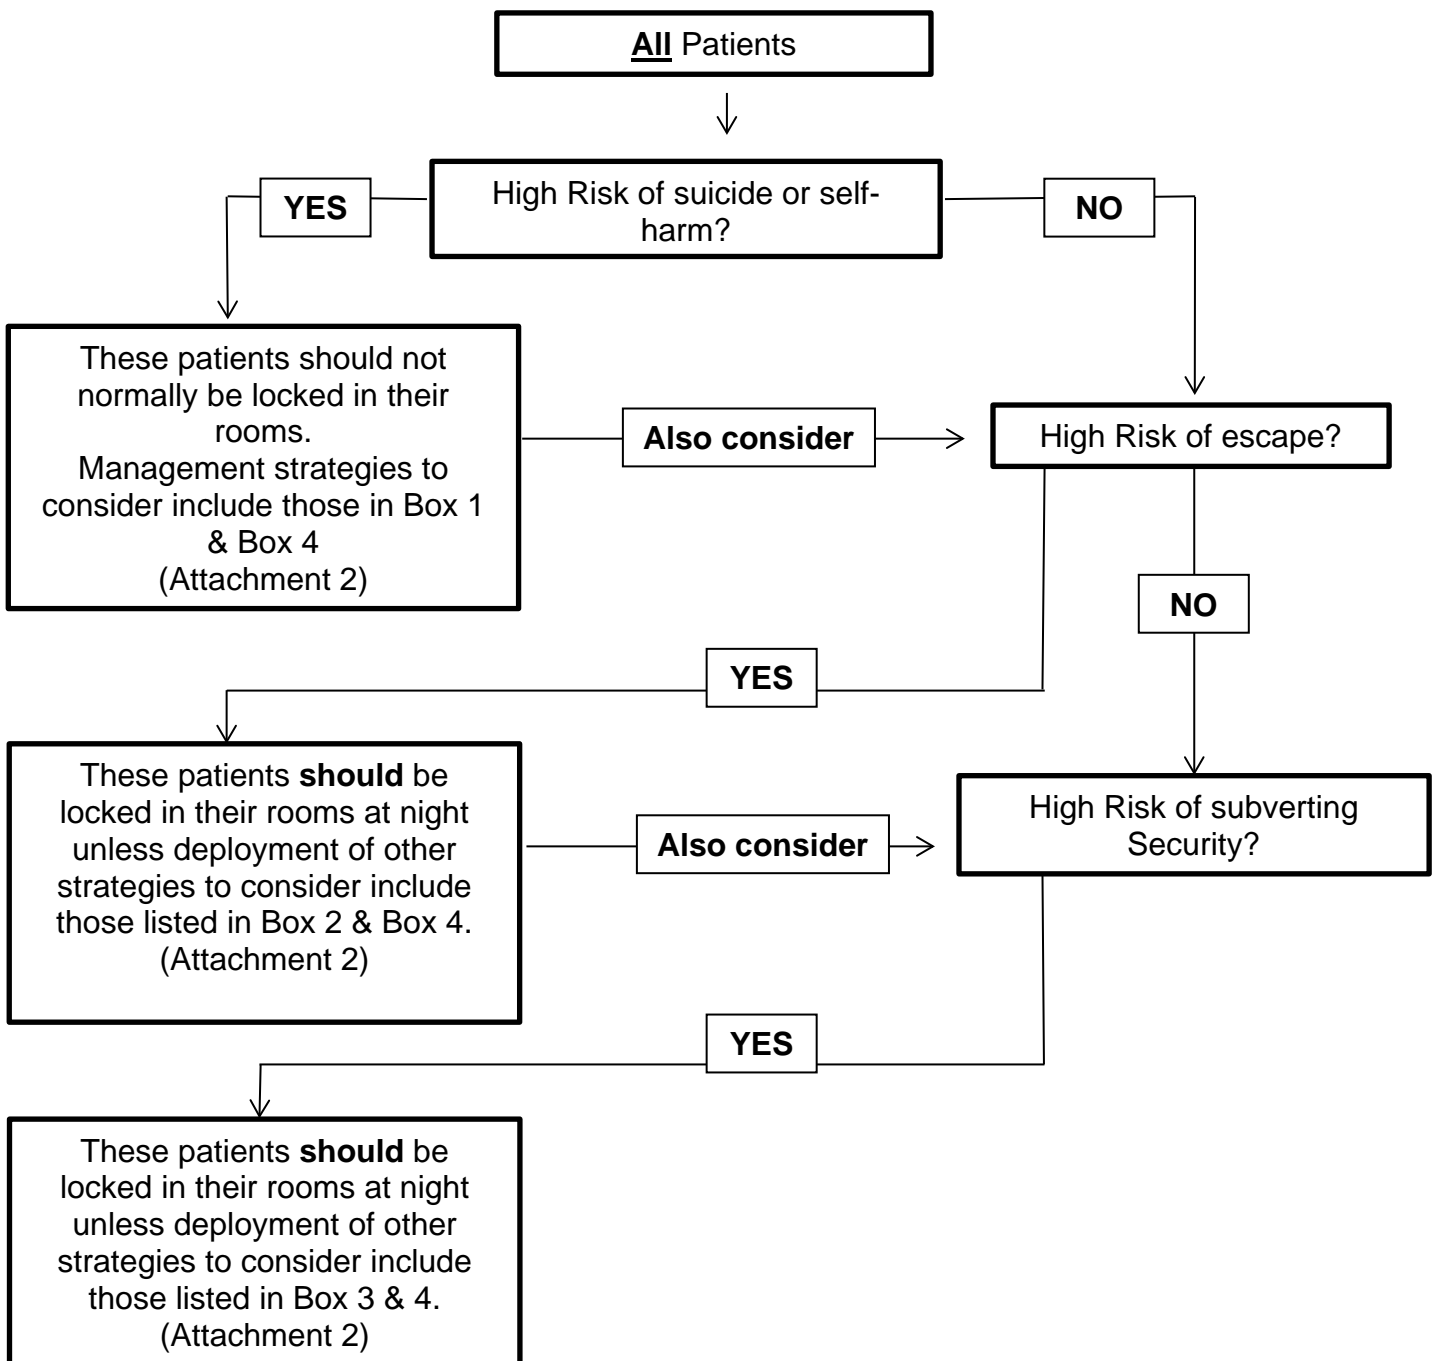 All Patients
High Risk of suicide or self-
harm?
YES
NO
These patients should not
normally be locked in their
rooms.
Management strategies to
consider include those in Box 1
& Box 4
(Attachment 2)
Also consider
High Risk of escape?
NO
YES
These patients should be
locked in their rooms at night
unless deployment of other
strategies to consider include
those listed in Box 2 & Box 4.
(Attachment 2)
Also consider
High Risk of subverting
Security?
YES
These patients should be
locked in their rooms at night
unless deployment of other
strategies to consider include
those listed in Box 3 & 4.
(Attachment 2)